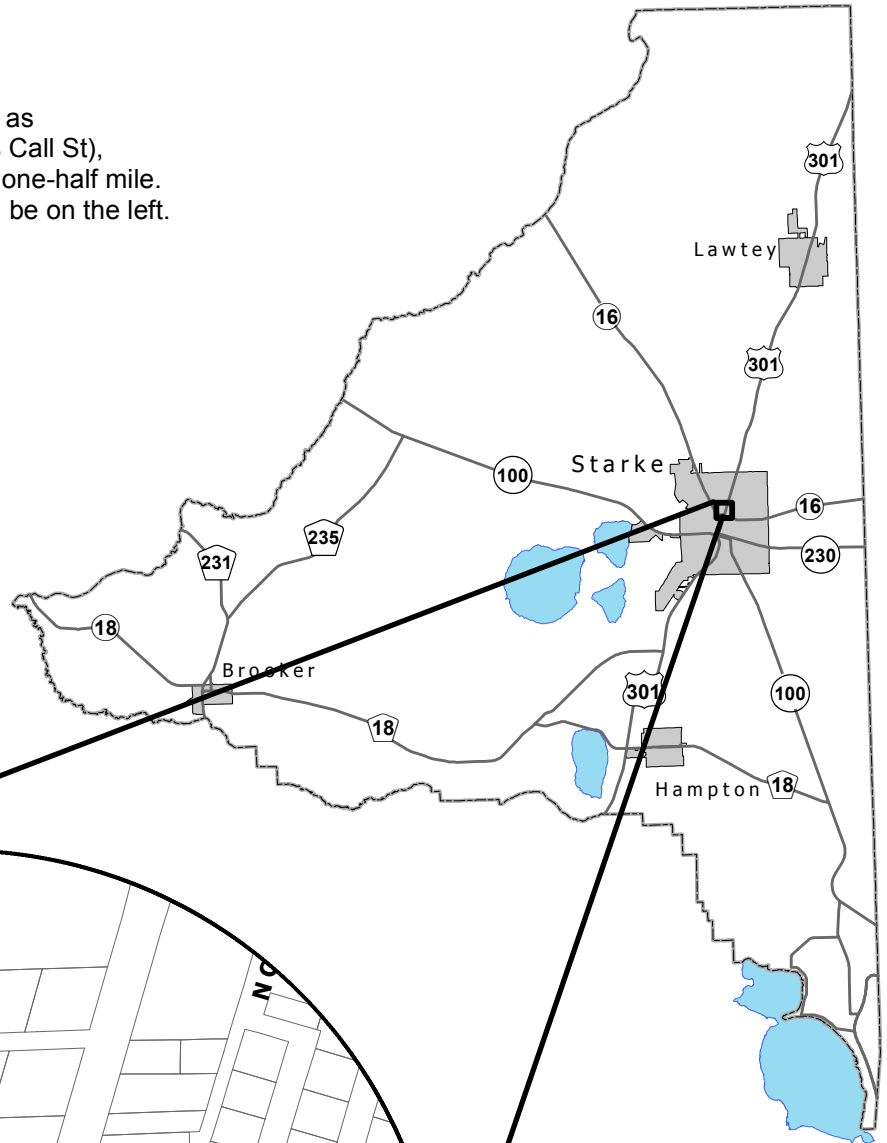 as
Call St),
one-half mile.
be on the left.
301
Lawtey
16
301
Starke
100
16
235
231
230
18
Brooker
301
100
18
Hampton
18
NO